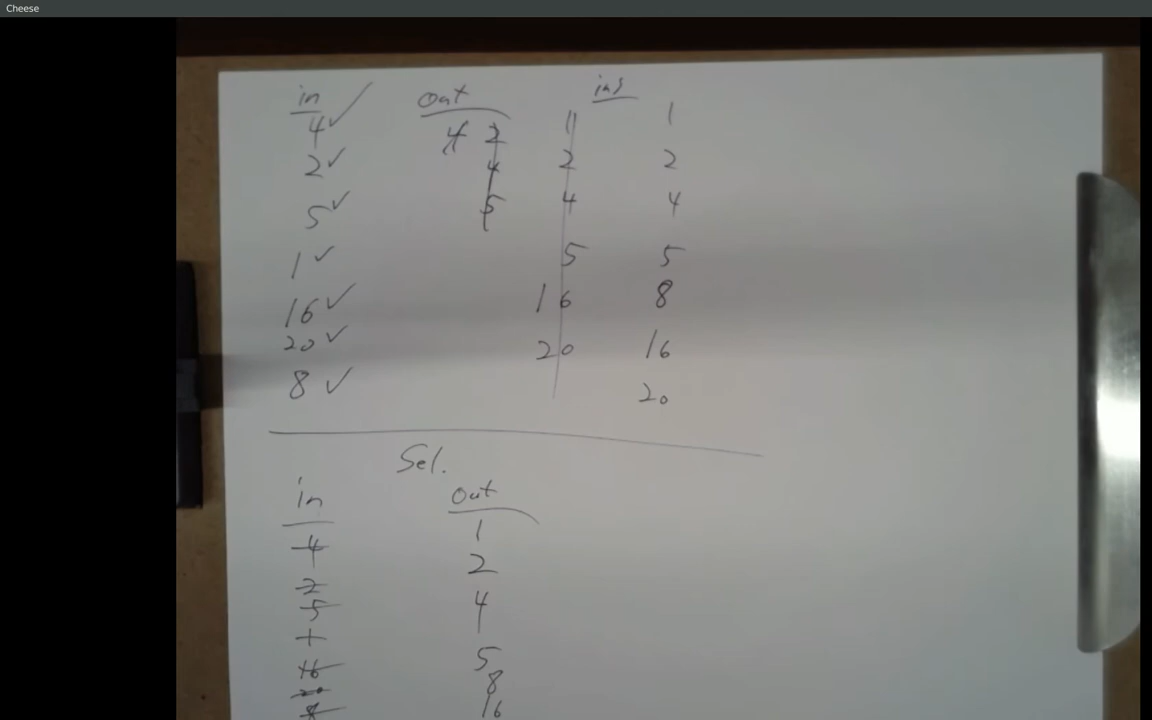 Cheese
in out ins
4 ✓ 4 2 1 1
2 ✓ 4 2 2
5 ✓ 5 4 4
1 ✓ 5 5
16 ✓ 16 8
20 ✓ 20 16
8 ✓ 20
Sel.
in out
4 1
2 2
5 4
1 5
16 8
20 16
8